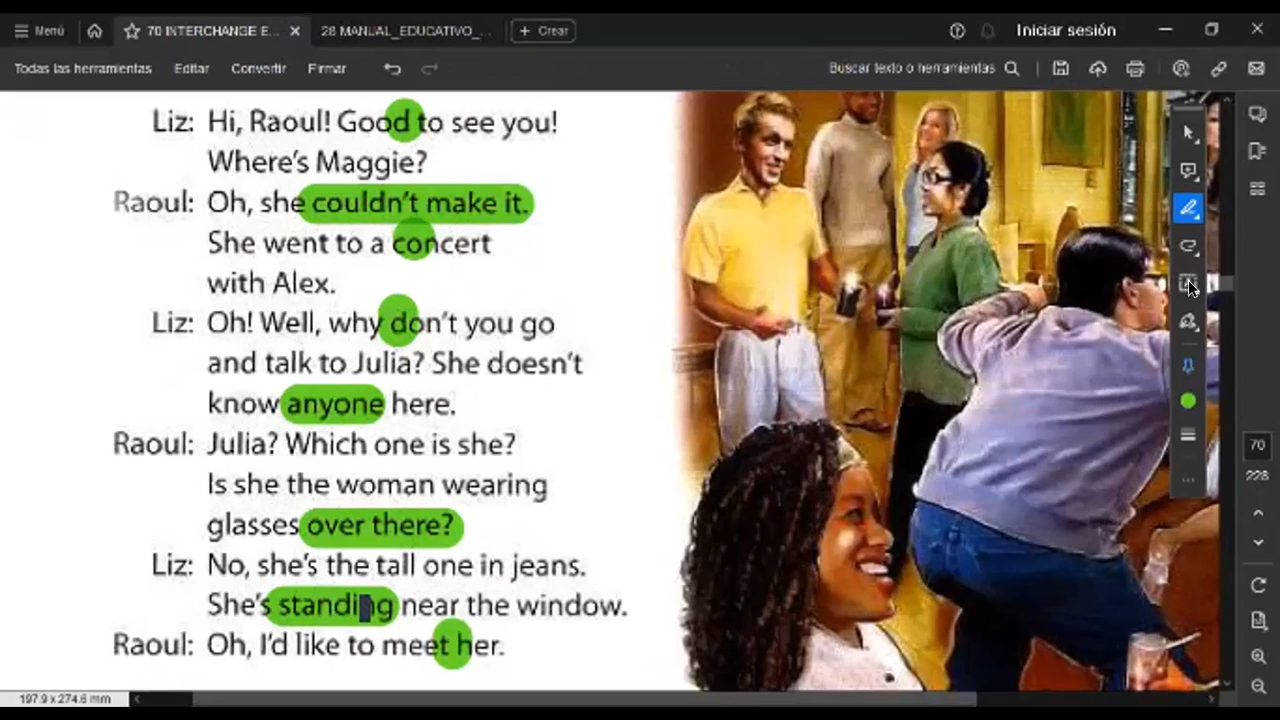 Menú
70 INTERCHANGE E...
28 MANUAL_EDUCATIVO_...
+ Crear
Iniciar sesión
Todas las herramientas
Editar
Convertir
Firmar
Buscar texto o herramientas
Liz: Hi, Raoul! Good to see you!
Where's Maggie?
Raoul: Oh, she couldn't make it.
She went to a concert
with Alex.
Liz: Oh! Well, why don't you go
and talk to Julia? She doesn't
know anyone here.
Raoul: Julia? Which one is she?
Is she the woman wearing
glasses over there?
Liz: No, she's the tall one in jeans.
She's standing near the window.
Raoul: Oh, I'd like to meet her.
70
228
197.9 x 274.6 mm